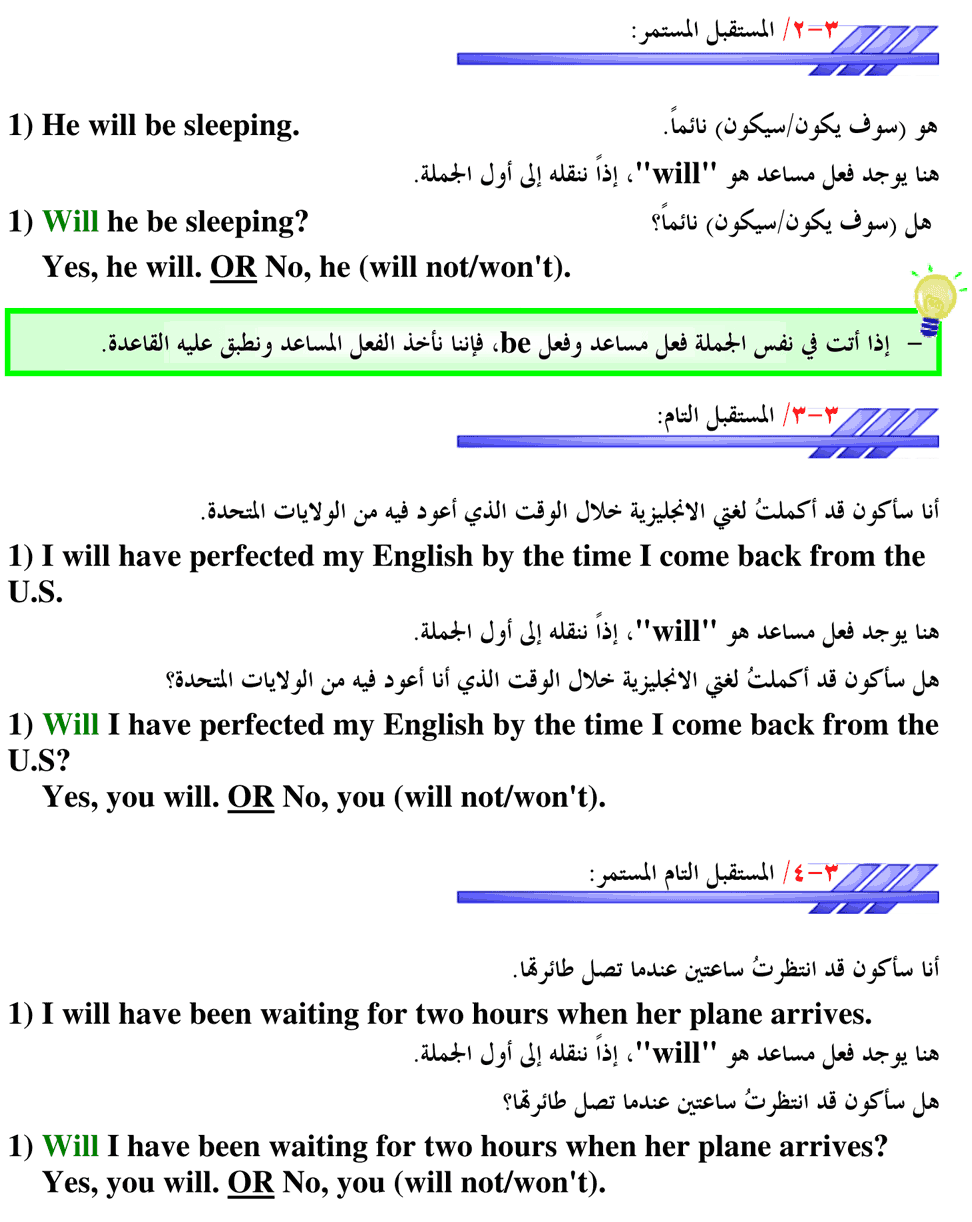 ٣-٢/ المستقبل المستمر:
1) He will be sleeping. هو (سوف يكون/سيكون) نائماً.
هنا يوجد فعل مساعد هو "will"، إذاً ننقله إلى أول الجملة.
1) Will he be sleeping? هل (سوف يكون/سيكون) نائماً؟
Yes, he will. OR No, he (will not/won't).
– إذا أتت في نفس الجملة فعل مساعد وفعل be، فإننا نأخذ الفعل المساعد ونطبق عليه القاعدة.
٣-٣/ المستقبل التام:
أنا سأكون قد أكملتُ لغتي الانجليزية خلال الوقت الذي أعود فيه من الولايات المتحدة.
1) I will have perfected my English by the time I come back from the
U.S.
هنا يوجد فعل مساعد هو "will"، إذاً ننقله إلى أول الجملة.
هل سأكون قد أكملتُ لغتي الانجليزية خلال الوقت الذي أنا أعود فيه من الولايات المتحدة؟
1) Will I have perfected my English by the time I come back from the
U.S?
Yes, you will. OR No, you (will not/won't).
٣-٤/ المستقبل التام المستمر:
أنا سأكون قد انتظرتُ ساعتين عندما تصل طائرتها.
1) I will have been waiting for two hours when her plane arrives.
هنا يوجد فعل مساعد هو "will"، إذاً ننقله إلى أول الجملة.
هل سأكون قد انتظرتُ ساعتين عندما تصل طائرتها؟
1) Will I have been waiting for two hours when her plane arrives?
Yes, you will. OR No, you (will not/won't).